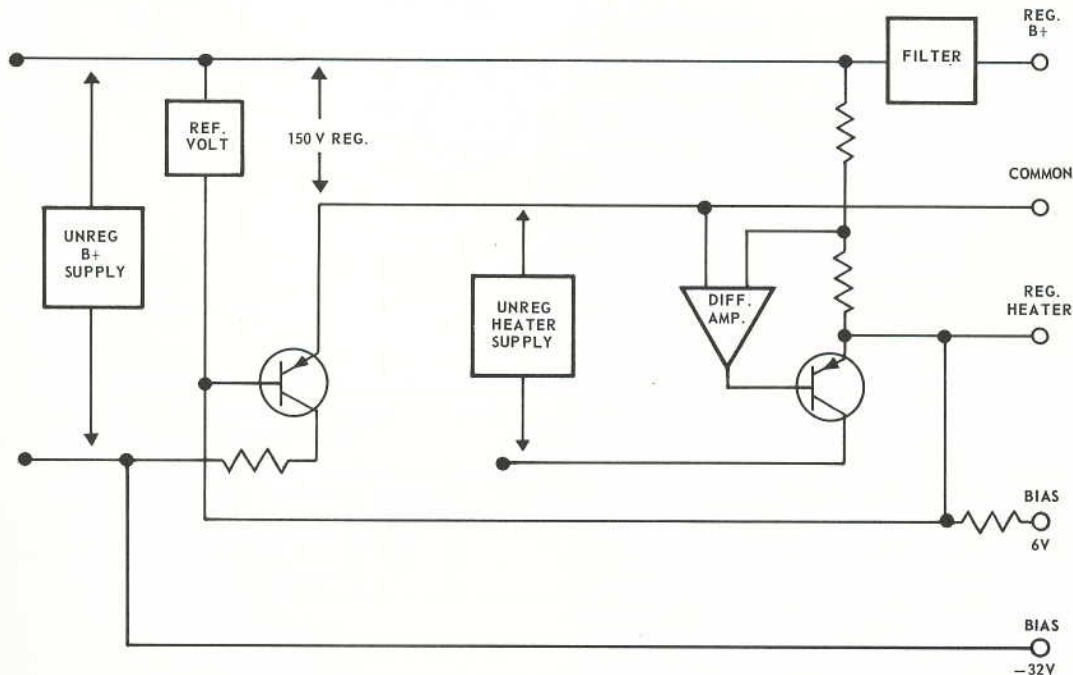 REG.
B+
FILTER
REF.
VOLT
150 V REG.
COMMON
UNREG
B+
SUPPLY
UNREG
HEATER
SUPPLY
DIFF.
AMP.
REG.
HEATER
BIAS
6V
BIAS
−32V